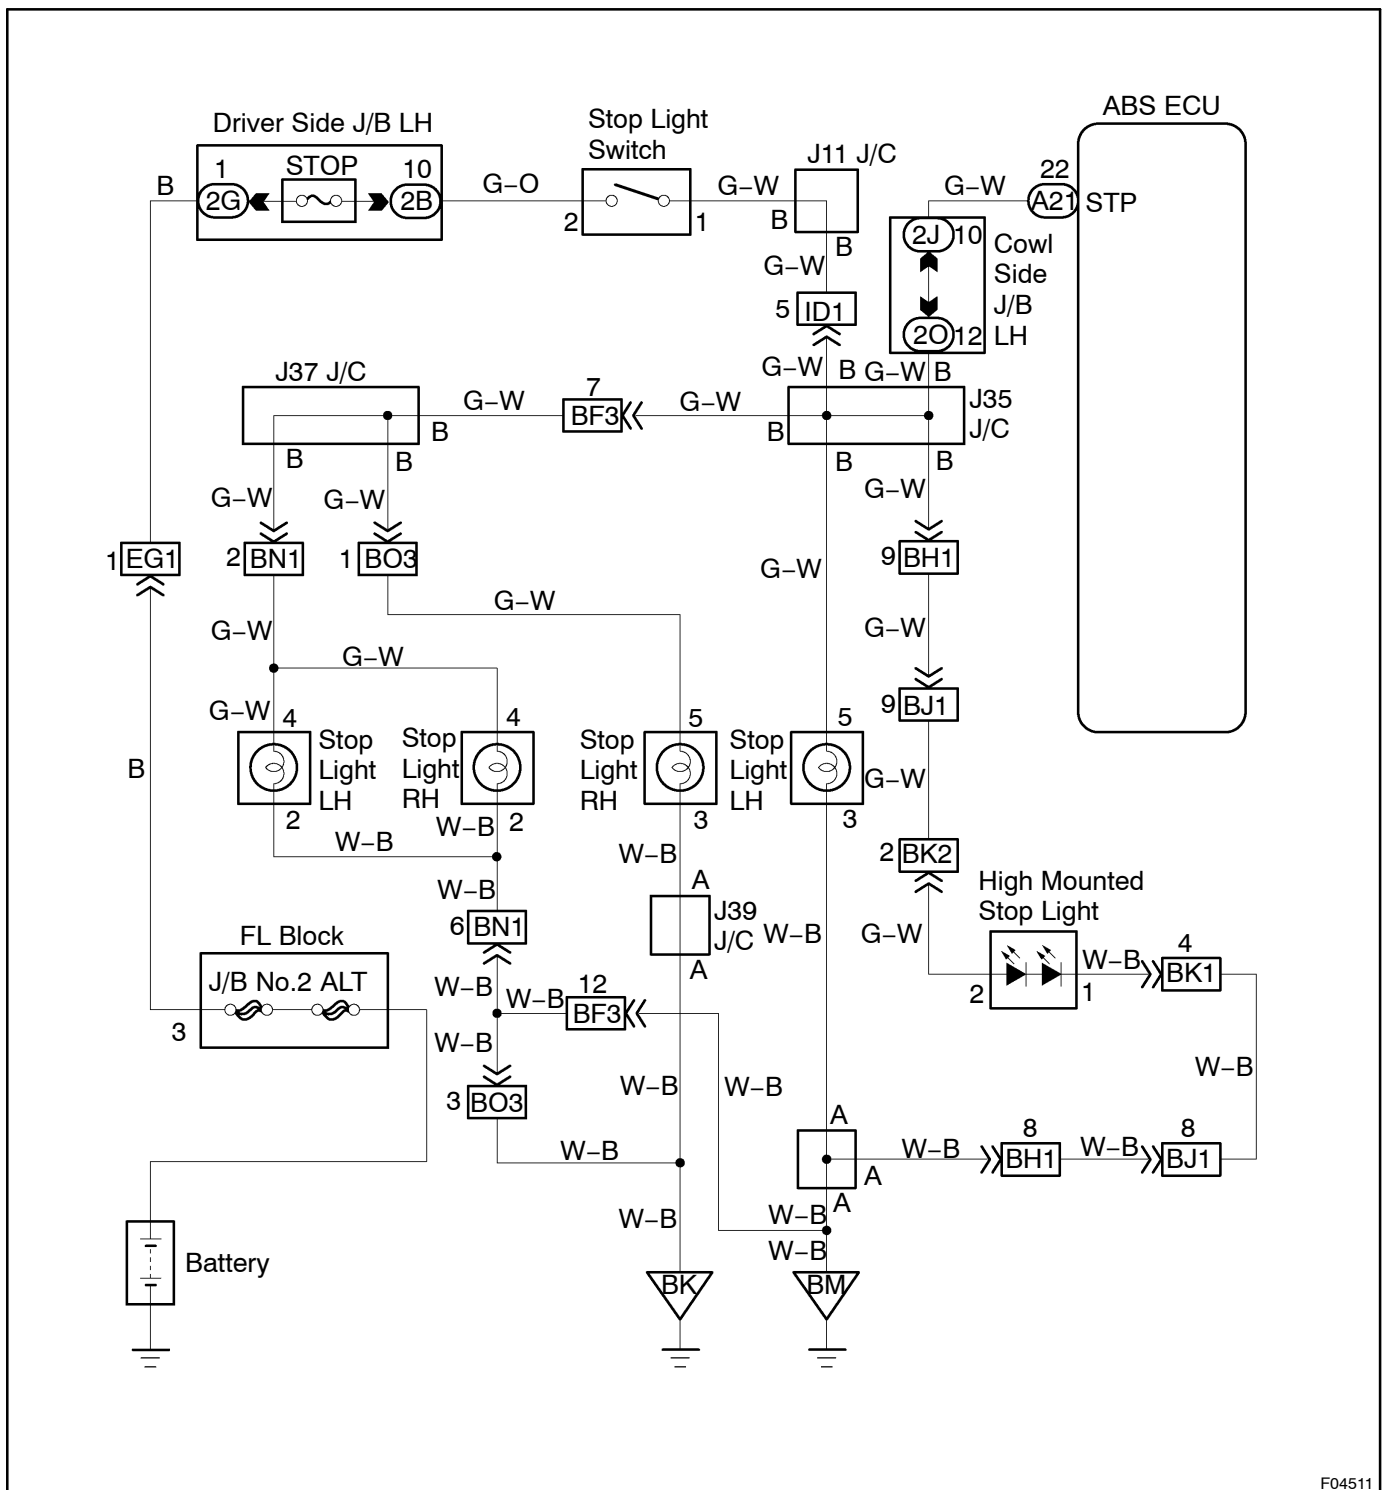 ABS ECU
Driver Side J/B LH
Stop Light
Switch
J11 J/C
1
STOP
10
22
B
2G
2B
G–O
G–W
G–W
A21
STP
2
1
B
B
2J
10
Cowl
Side
J/B
LH
G–W
5
ID1
2O
12
J37 J/C
G–W
B
G–W
B
7
G–W
BF3
G–W
J35
J/C
B
B
B
B
B
B
G–W
G–W
G–W
1
EG1
2
BN1
1
BO3
G–W
9
BH1
G–W
G–W
G–W
G–W
9
BJ1
G–W
4
4
5
5
B
Stop
Light
LH
Stop
Light
RH
Stop
Light
RH
Stop
Light
LH
G–W
2
W–B
2
3
3
W–B
W–B
2
BK2
W–B
A
High Mounted
Stop Light
6
BN1
J39
J/C
W–B
G–W
FL Block
A
W–B
4
BK1
J/B No.2
ALT
W–B
W–B
12
BF3
2
1
3
W–B
W–B
3
BO3
W–B
W–B
A
8
8
W–B
W–B
BH1
W–B
BJ1
A
A
W–B
W–B
W–B
Battery
BK
BM
F04511